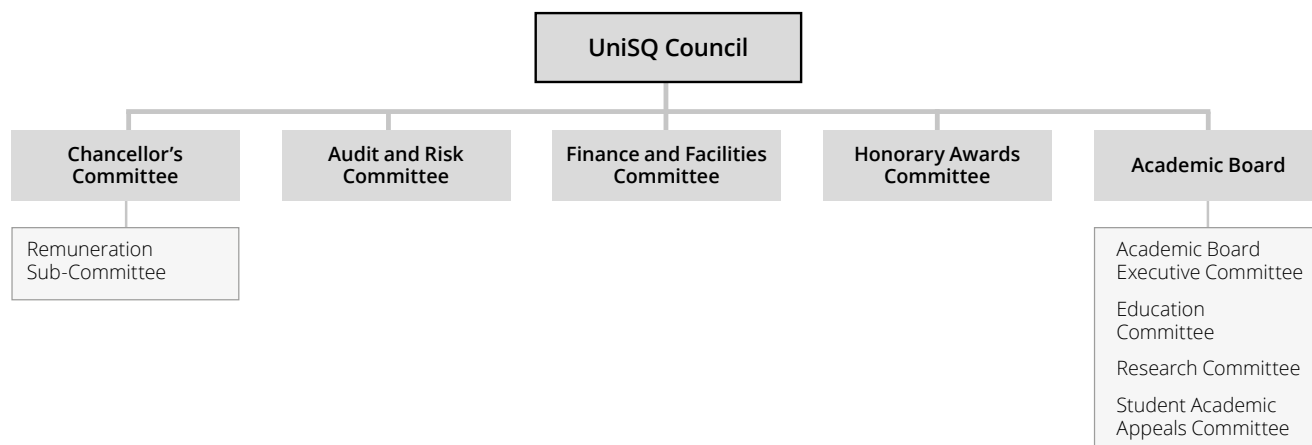 UniSQ Council
Chancellor's
Committee
Audit and Risk
Committee
Finance and Facilities
Committee
Honorary Awards
Committee
Academic Board
Remuneration
Sub-Committee
Academic Board
Executive Committee
Education
Committee
Research Committee
Student Academic
Appeals Committee